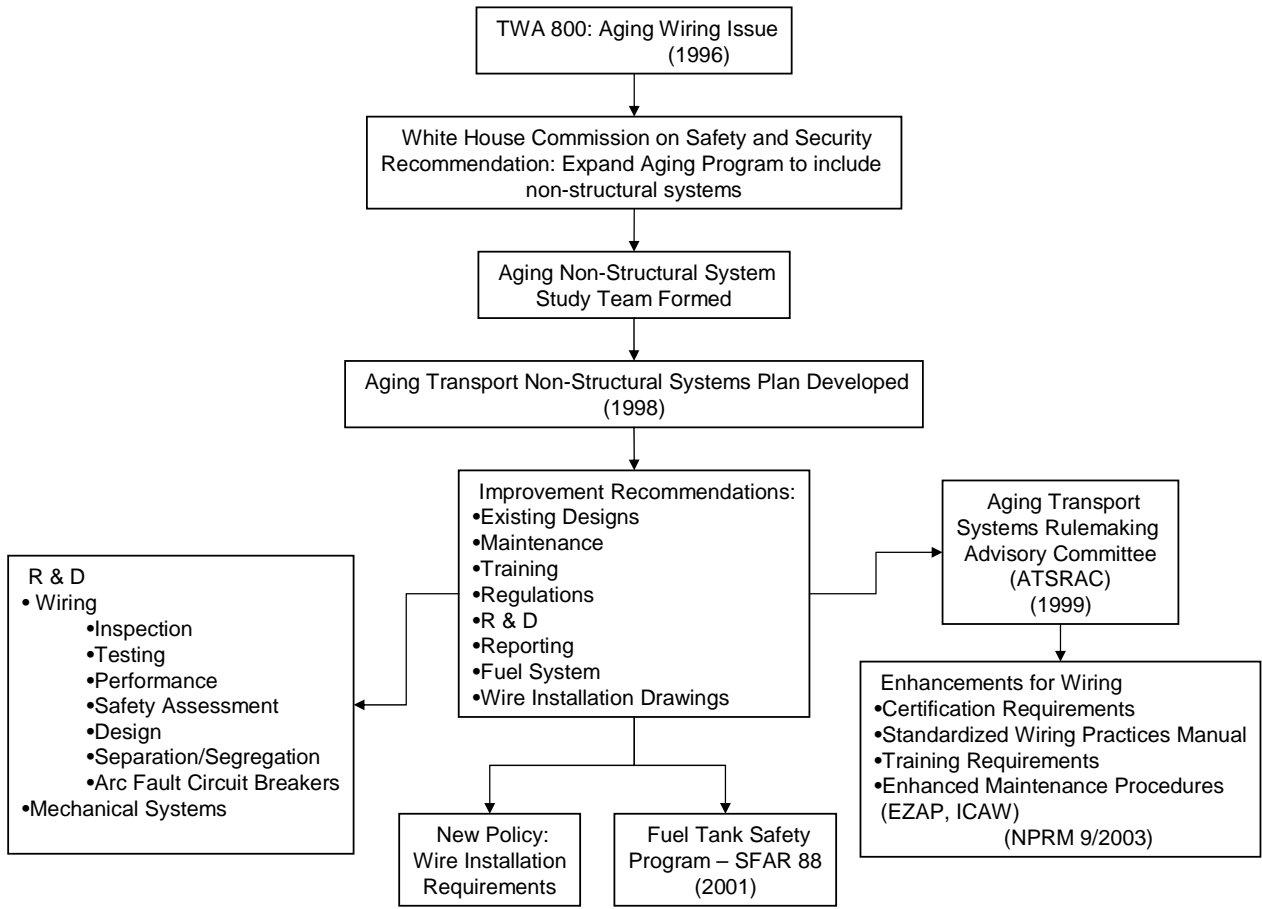 TWA 800: Aging Wiring Issue
(1996)
White House Commission on Safety and Security
Recommendation: Expand Aging Program to include
non-structural systems
Aging Non-Structural System
Study Team Formed
Aging Transport Non-Structural Systems Plan Developed
(1998)
Improvement Recommendations:
•Existing Designs
•Maintenance
•Training
•Regulations
•R & D
•Reporting
•Fuel System
•Wire Installation Drawings
R & D
• Wiring
•Inspection
•Testing
•Performance
•Safety Assessment
•Design
•Separation/Segregation
•Arc Fault Circuit Breakers
•Mechanical Systems
Aging Transport
Systems Rulemaking
Advisory Committee
(ATSRAC)
(1999)
Enhancements for Wiring
•Certification Requirements
•Standardized Wiring Practices Manual
•Training Requirements
•Enhanced Maintenance Procedures
(EZAP, ICAW)
(NPRM 9/2003)
New Policy:
Wire Installation
Requirements
Fuel Tank Safety
Program – SFAR 88
(2001)